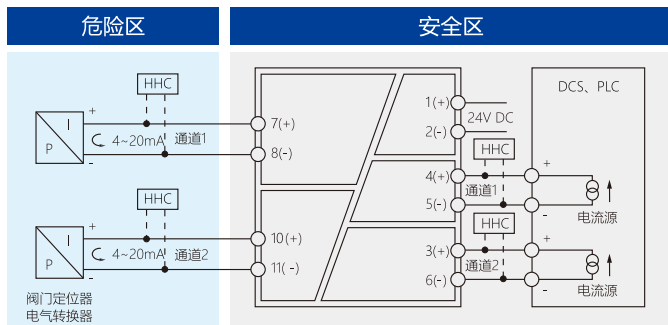 危险区
安全区
HHC
+
I
P
-
4~20mA
通道1
7(+)
8(-)
HHC
+
I
P
-
4~20mA
通道2
10(+)
11(-)
阀门定位器
电气转换器
1(+)
24V DC
2(-)
HHC
4(+)
通道1
5(-)
HHC
3(+)
通道2
6(-)
DCS、PLC
+
-
电流源
+
-
电流源